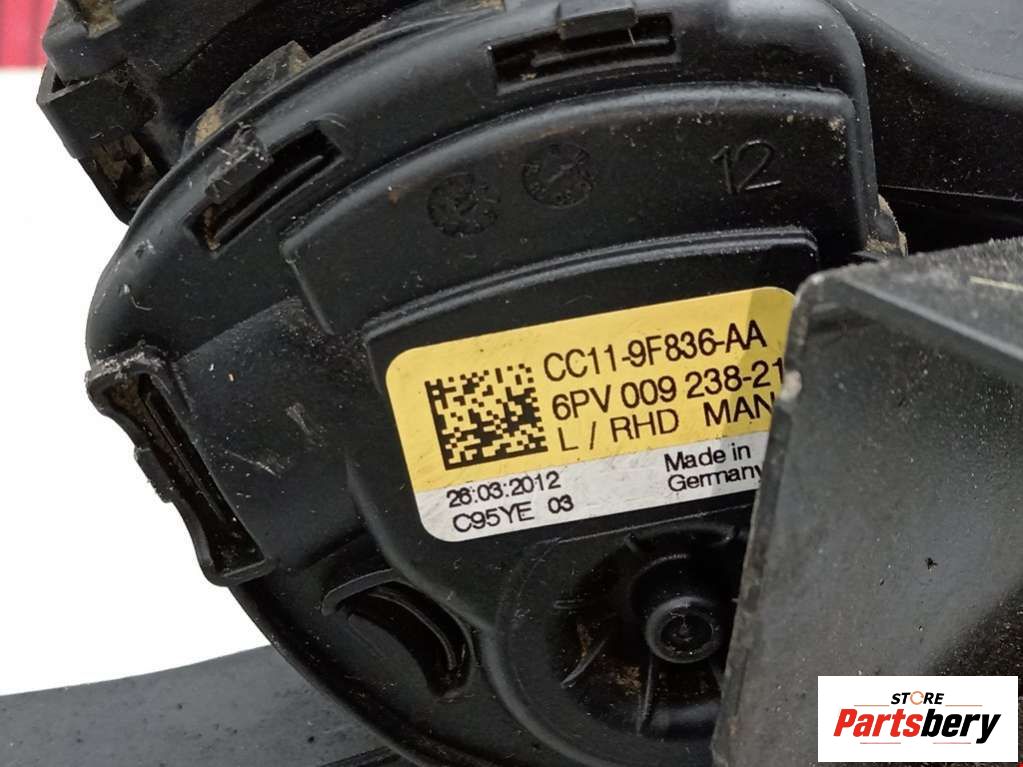 12
CC11-9F836-AA
6PV 009 238-21
L / RHD MAN
26:03:2012
C95YE 03
Made in
Germany
STORE
Partsbery